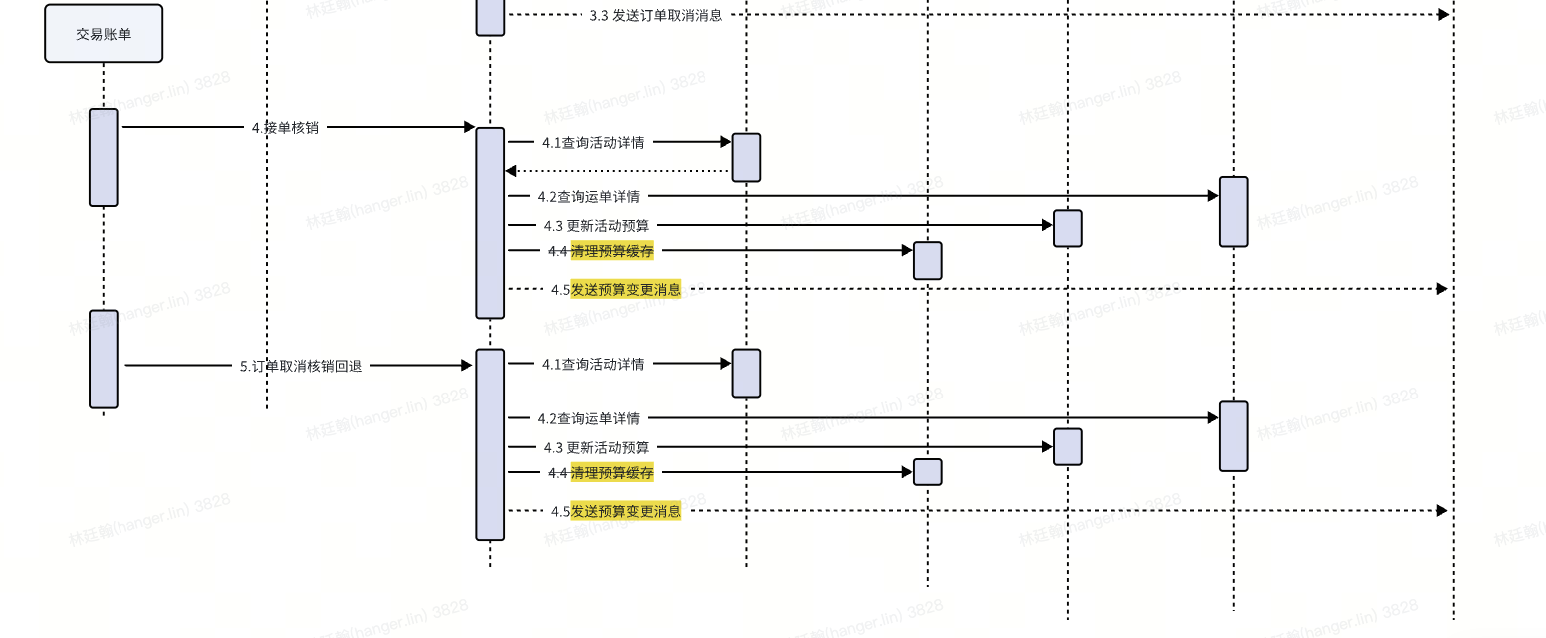 3.3 发送订单取消消息
交易账单
4.接单核销
4.1查询活动详情
4.2查询运单详情
4.3 更新活动预算
4.4 清理预算缓存
4.5发送预算变更消息
5.订单取消核销回退
4.1查询活动详情
4.2查询运单详情
4.3 更新活动预算
4.4 清理预算缓存
4.5发送预算变更消息
林廷翰(hanger.lin) 3828